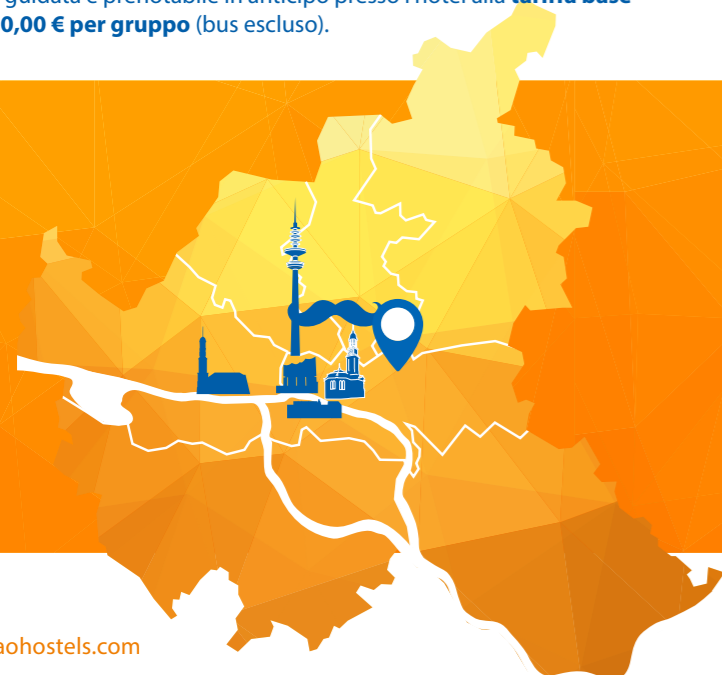 guidata è prenotabile in anticipo presso l'hotel alla tariffa base
0,00 € per gruppo (bus escluso).
aohostels.com